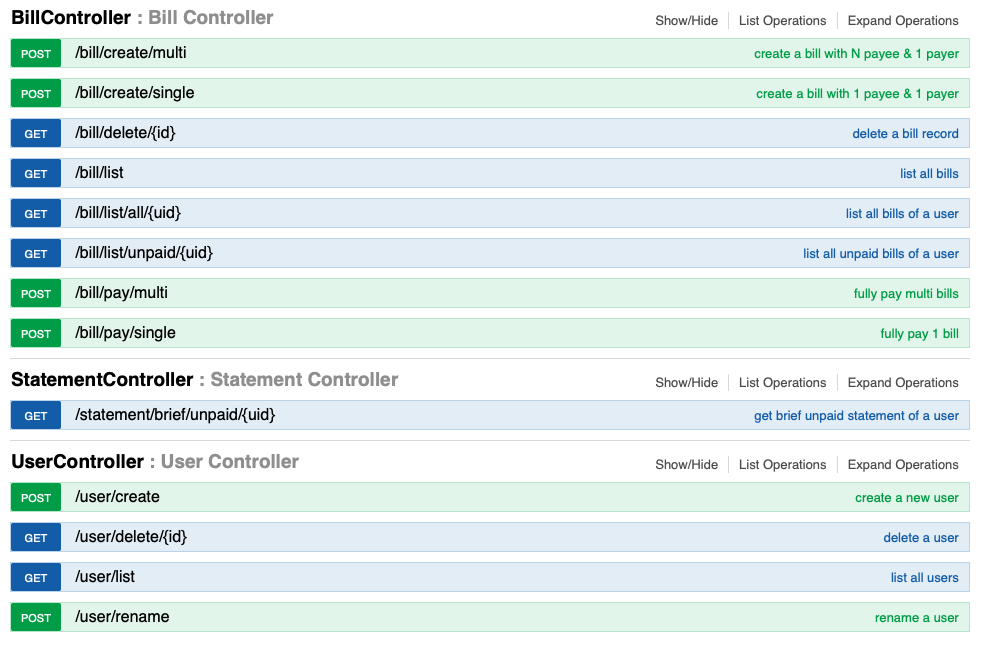 BillController : Bill Controller Show/Hide List Operations Expand Operations
POST /bill/create/multi create a bill with N payee & 1 payer
POST /bill/create/single create a bill with 1 payee & 1 payer
GET /bill/delete/{id} delete a bill record
GET /bill/list list all bills
GET /bill/list/all/{uid} list all bills of a user
GET /bill/list/unpaid/{uid} list all unpaid bills of a user
POST /bill/pay/multi fully pay multi bills
POST /bill/pay/single fully pay 1 bill
StatementController : Statement Controller Show/Hide List Operations Expand Operations
GET /statement/brief/unpaid/{uid} get brief unpaid statement of a user
UserController : User Controller Show/Hide List Operations Expand Operations
POST /user/create create a new user
GET /user/delete/{id} delete a user
GET /user/list list all users
POST /user/rename rename a user